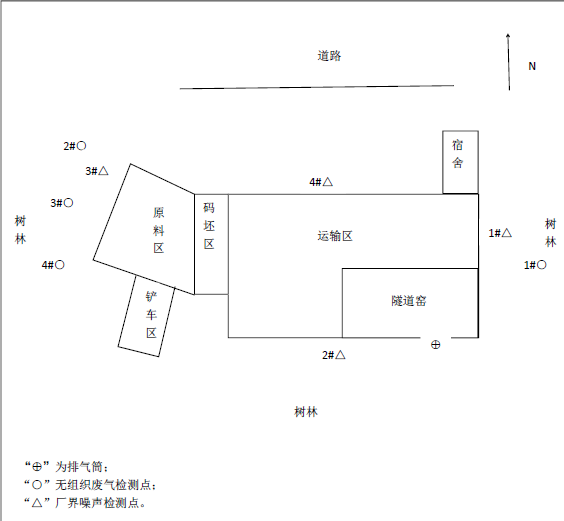 道路
N
宿舍
2#○
3#△
4#△
3#○
原料区
码坯区
运输区
1#△
树林
树林
4#○
1#○
铲车区
隧道窑
2#△
⊕
树林
“⊕”为排气筒；
“○”无组织废气检测点；
“△”厂界噪声检测点。